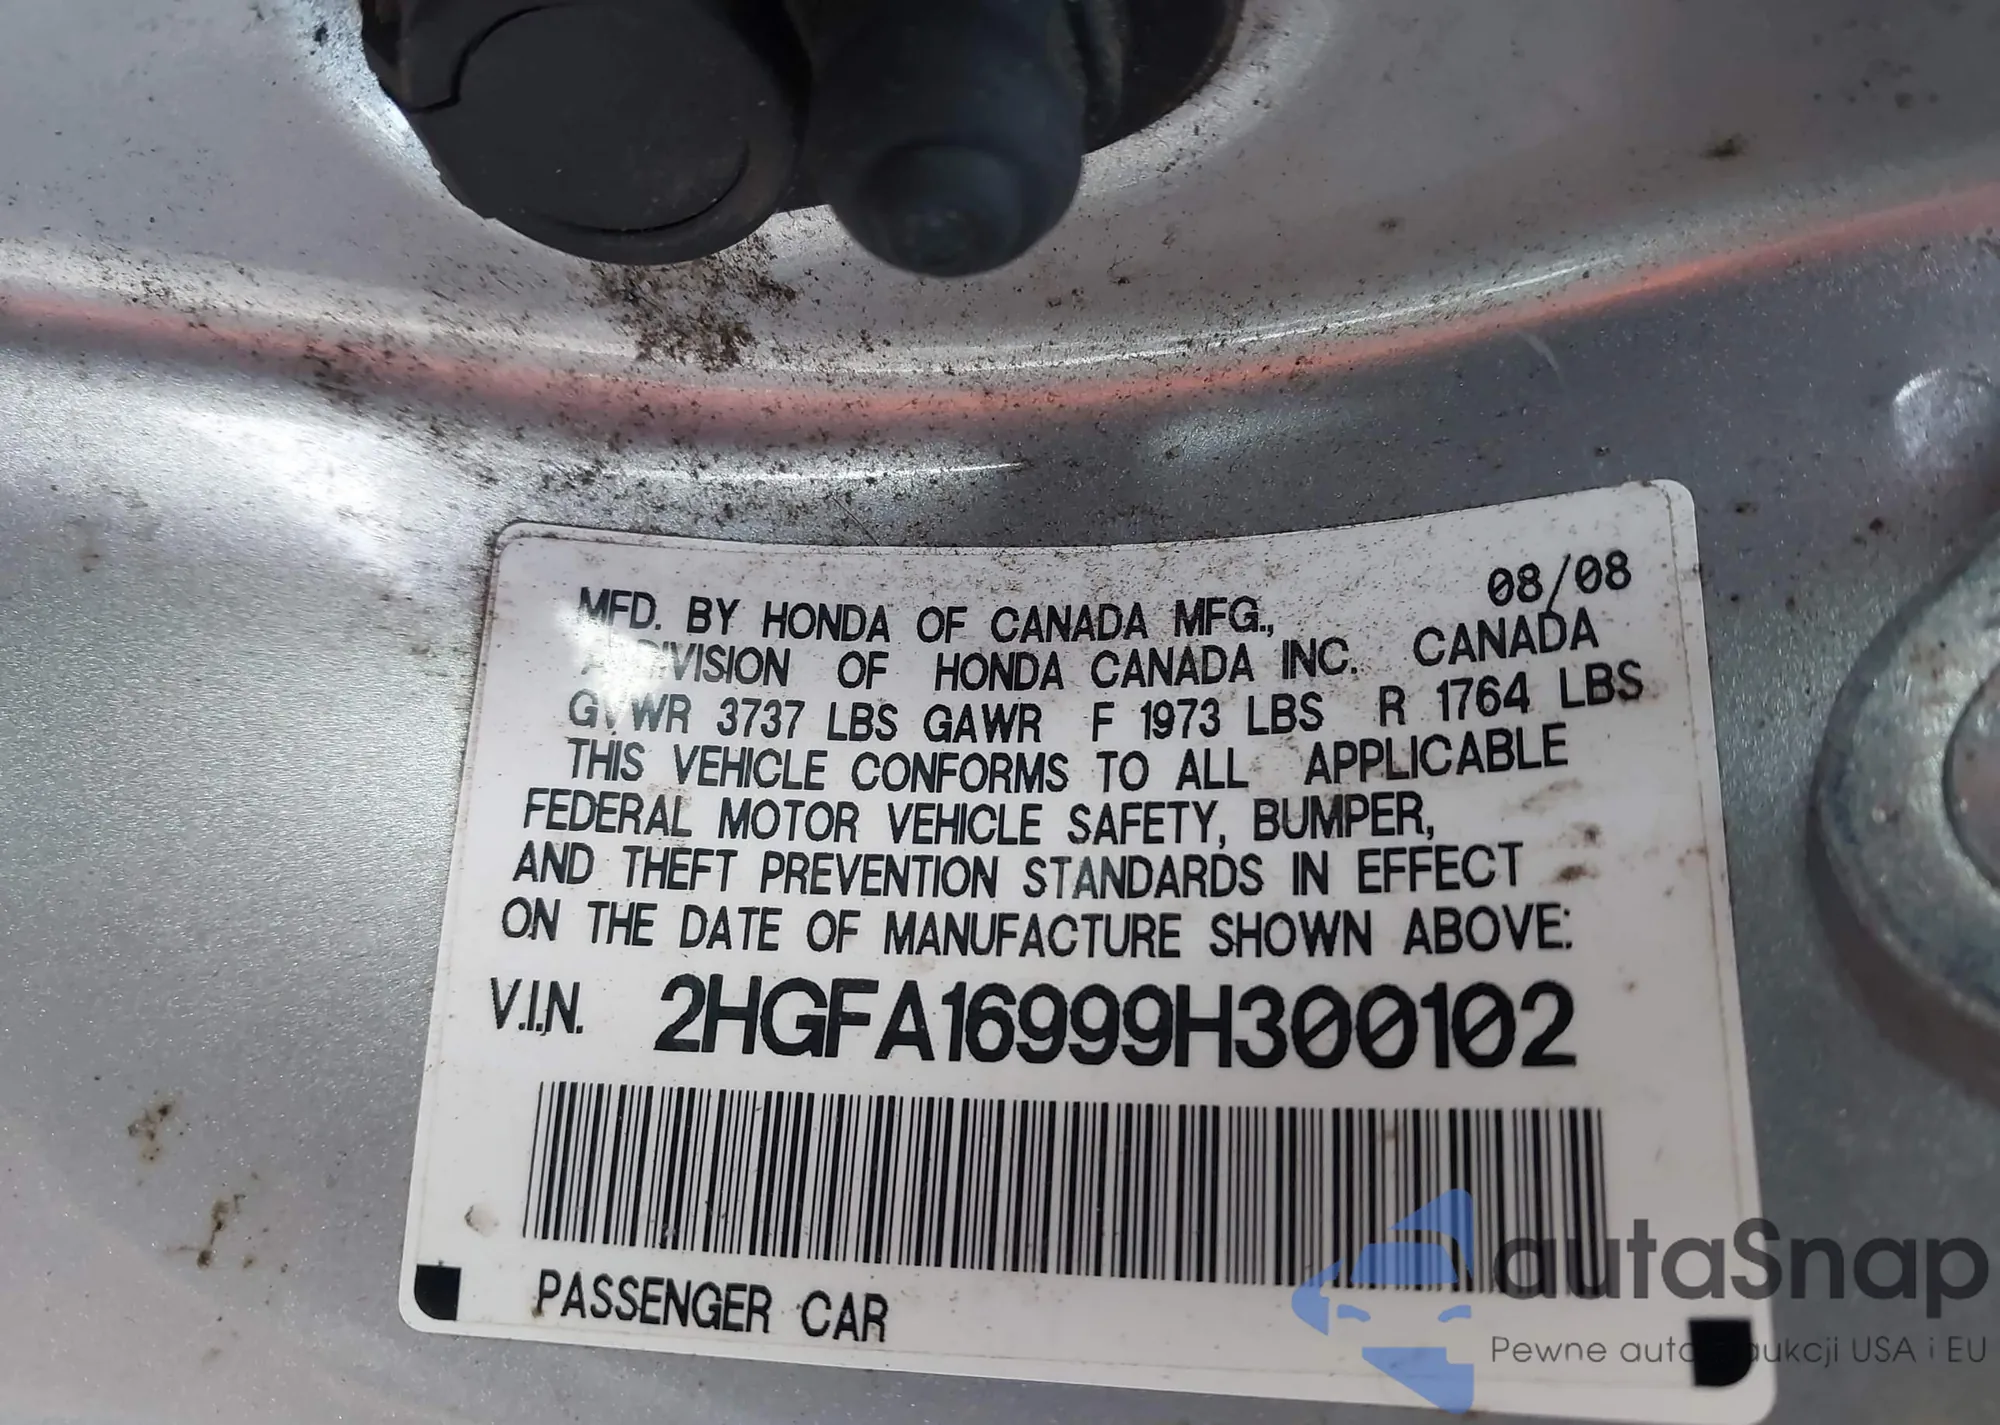 08/08
MFD. BY HONDA OF CANADA MFG.,
A DIVISION OF HONDA CANADA INC. CANADA
GVWR 3737 LBS GAWR F 1973 LBS R 1764 LBS
THIS VEHICLE CONFORMS TO ALL APPLICABLE
FEDERAL MOTOR VEHICLE SAFETY, BUMPER,
AND THEFT PREVENTION STANDARDS IN EFFECT
ON THE DATE OF MANUFACTURE SHOWN ABOVE:
V.I.N. 2HGFA16999H300102
PASSENGER CAR
autaSnap
Pewne auta z aukcji USA i EU